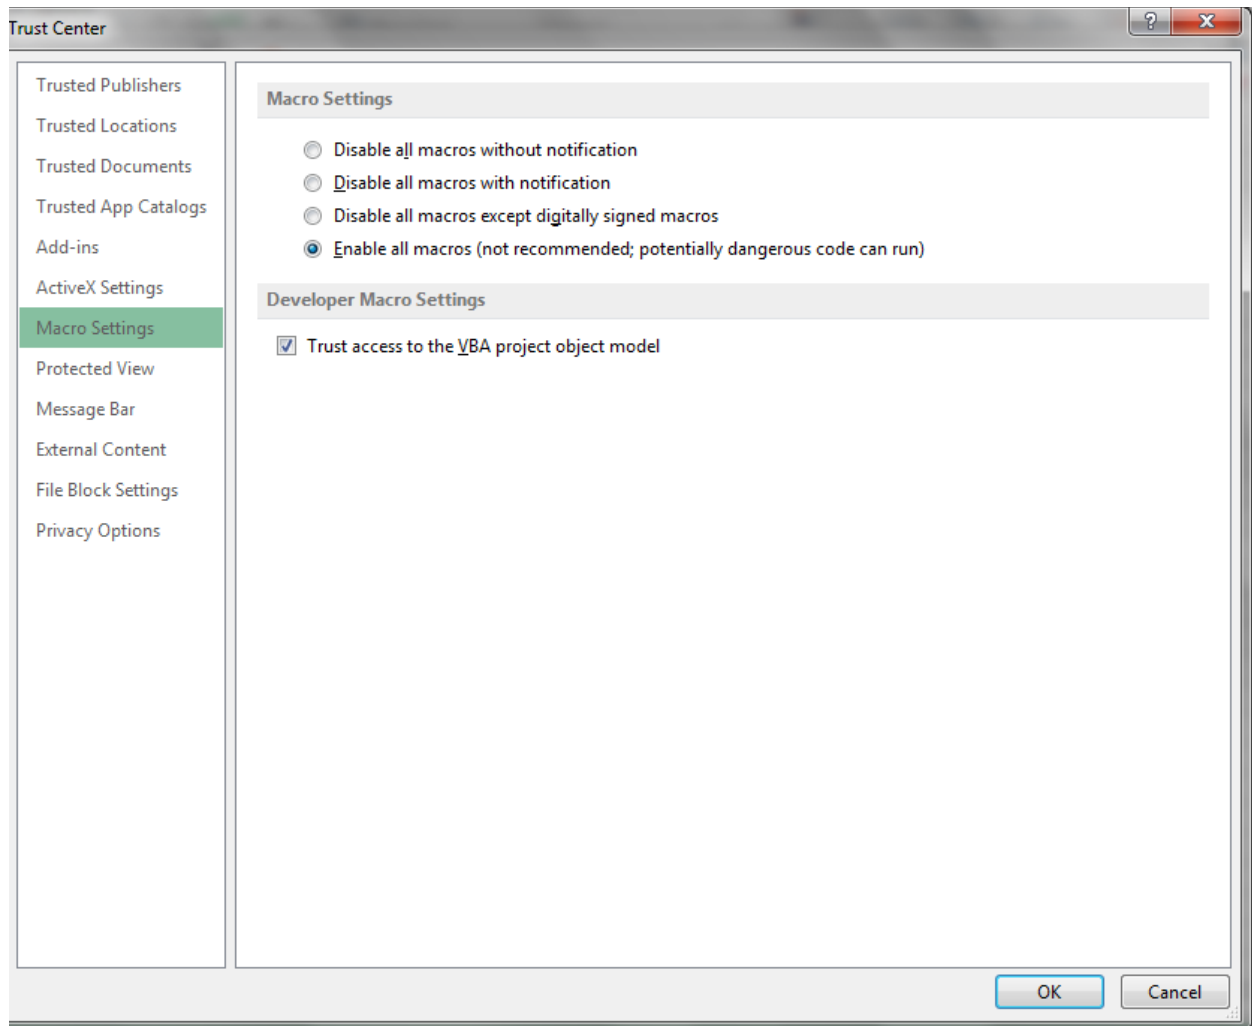 Trust Center
?
Trusted Publishers
Trusted Locations
Trusted Documents
Trusted App Catalogs
Add-ins
ActiveX Settings
Macro Settings
Protected View
Message Bar
External Content
File Block Settings
Privacy Options
Macro Settings
Disable all macros without notification
Disable all macros with notification
Disable all macros except digitally signed macros
Enable all macros (not recommended; potentially dangerous code can run)
Developer Macro Settings
Trust access to the VBA project object model
OK
Cancel